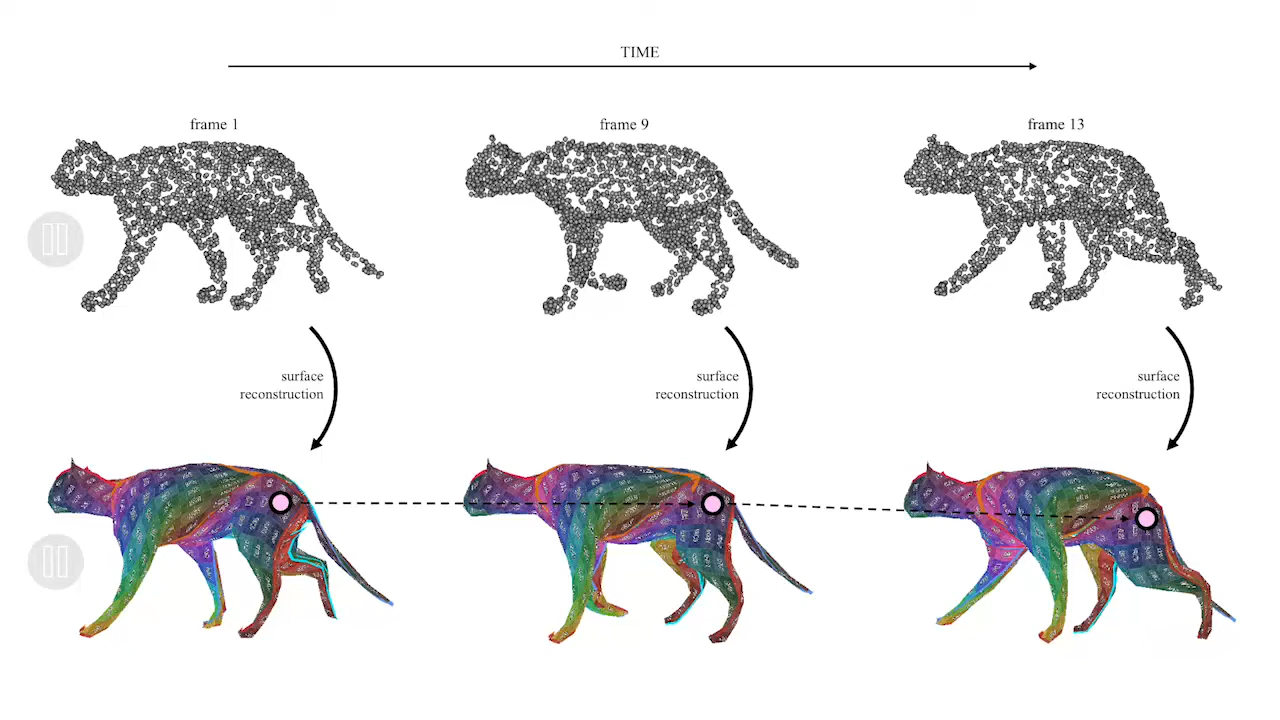 TIME
frame 1
frame 9
frame 13
surface
reconstruction
surface
reconstruction
surface
reconstruction